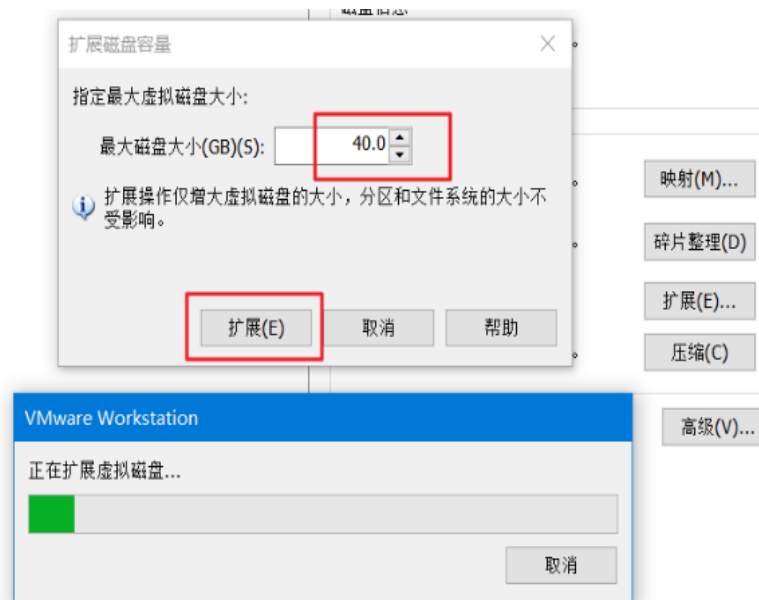 磁盘信息
扩展磁盘容量
指定最大虚拟磁盘大小:
最大磁盘大小(GB)(S):
40.0
扩展操作仅增大虚拟磁盘的大小，分区和文件系统的大小不
受影响。
扩展(E)
取消
帮助
映射(M)...
碎片整理(D)
扩展(E)...
压缩(C)
高级(V)...
VMware Workstation
正在扩展虚拟磁盘...
取消